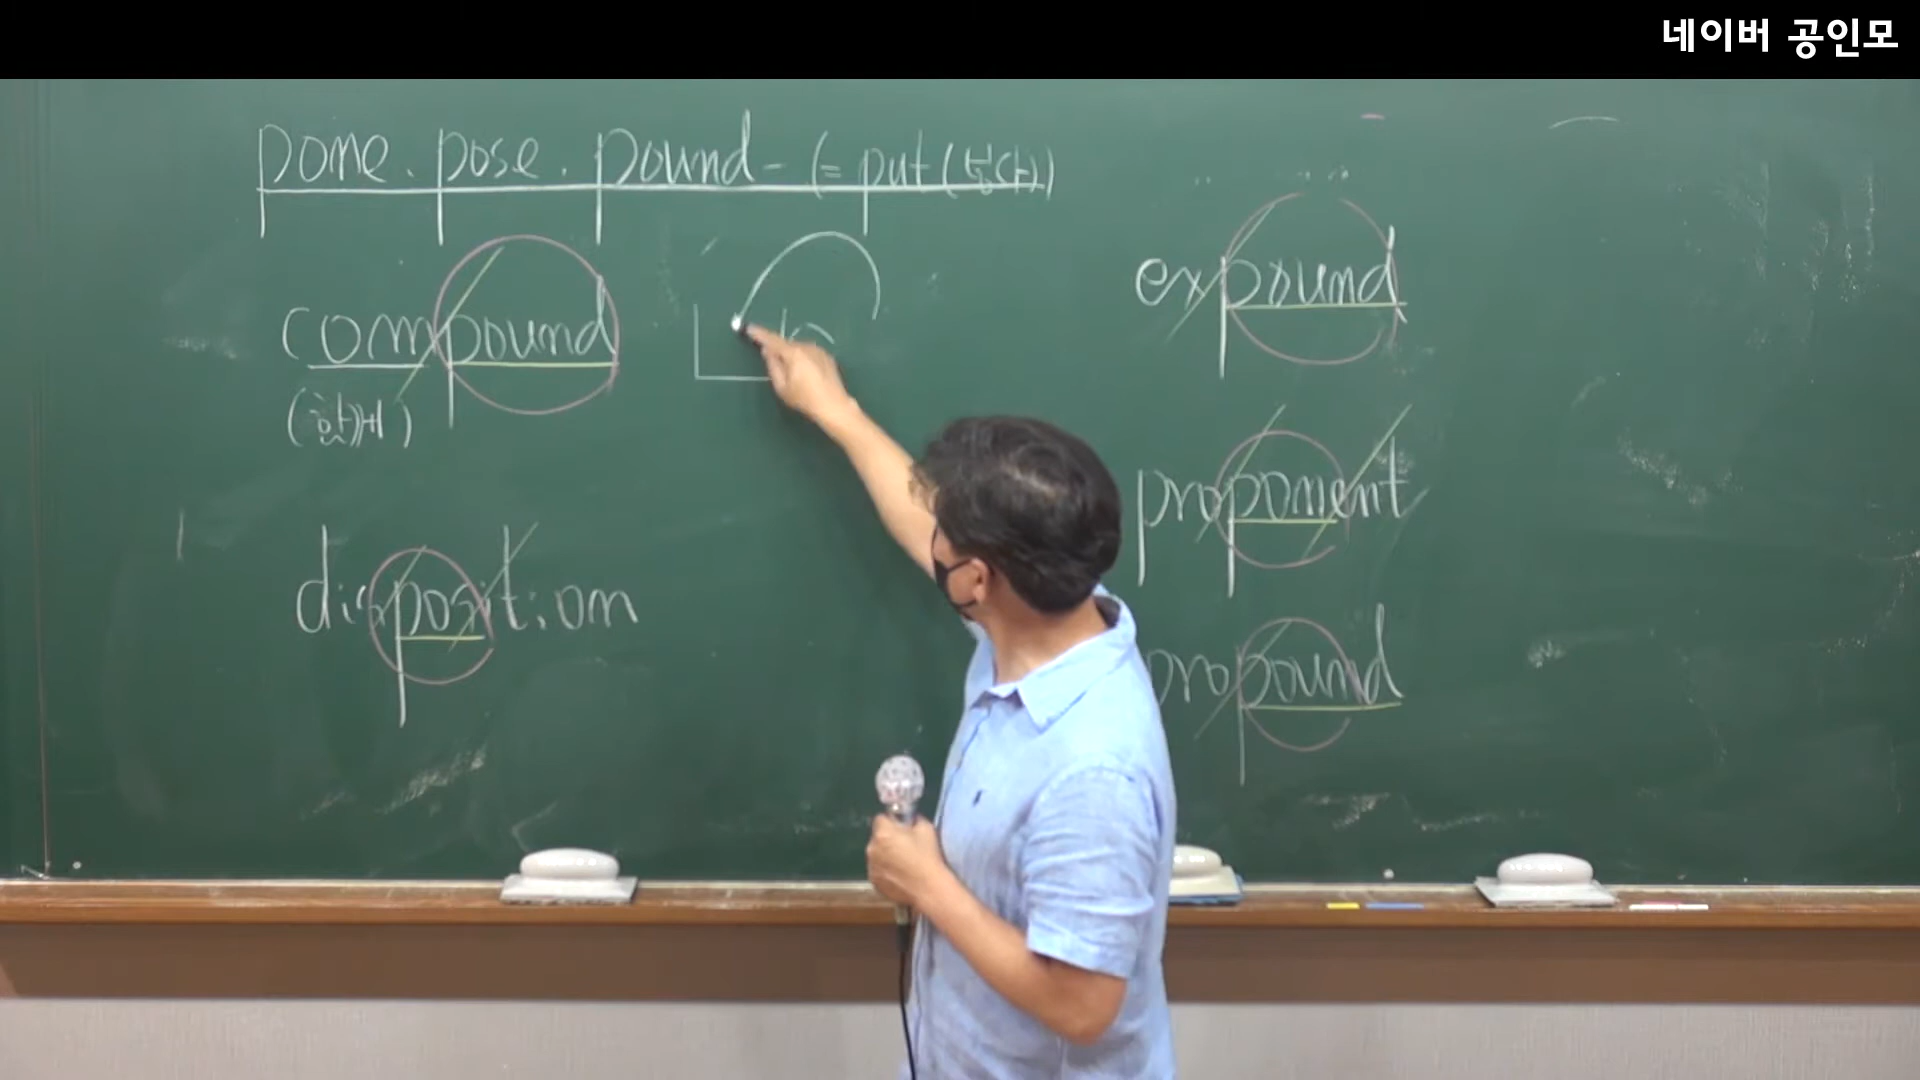 네이버 공인모
pone. pose. pound - (= put (놓다))
compound
(함께)
disposition
expound
proponent
propound